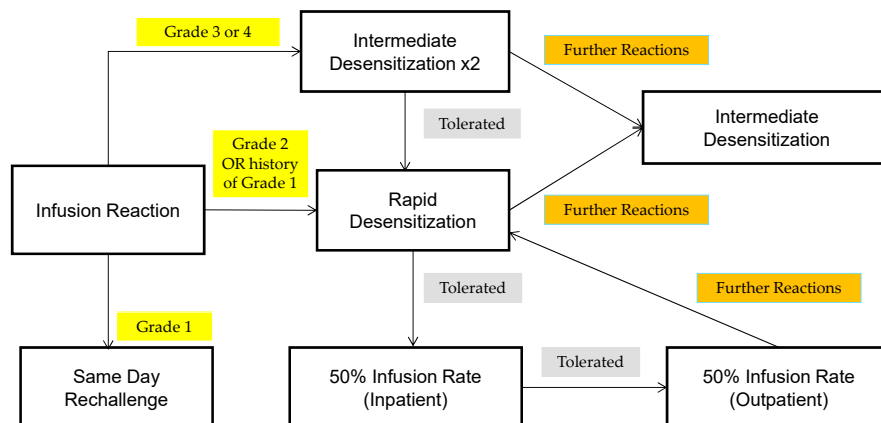 Grade 3 or 4
Intermediate
Desensitization x2
Further Reactions
Intermediate
Desensitization
Tolerated
Grade 2
OR history
of Grade 1
Infusion Reaction
Rapid
Desensitization
Further Reactions
Tolerated
Further Reactions
Grade 1
Same Day
Rechallenge
50% Infusion Rate
(Inpatient)
Tolerated
50% Infusion Rate
(Outpatient)